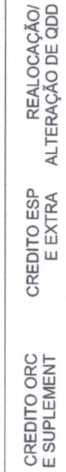 CREDITO ORC
E SUPLEMENT
CREDITO ESP
E EXTRA
REALOCAÇÃO/
ALTERAÇÃO DE QDD